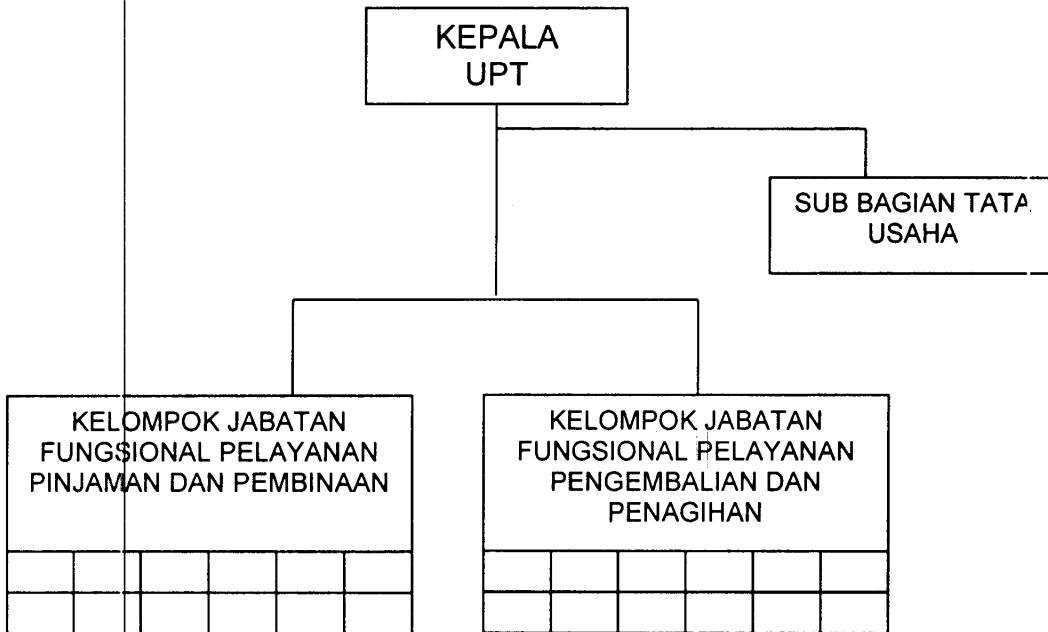 KEPALA
UPT
SUB BAGIAN TATA
USAHA
KELOMPOK JABATAN
FUNGSIONAL PELAYANAN
PINJAMAN DAN PEMBINAAN
KELOMPOK JABATAN
FUNGSIONAL PELAYANAN
PENGEMBALIAN DAN
PENAGIHAN